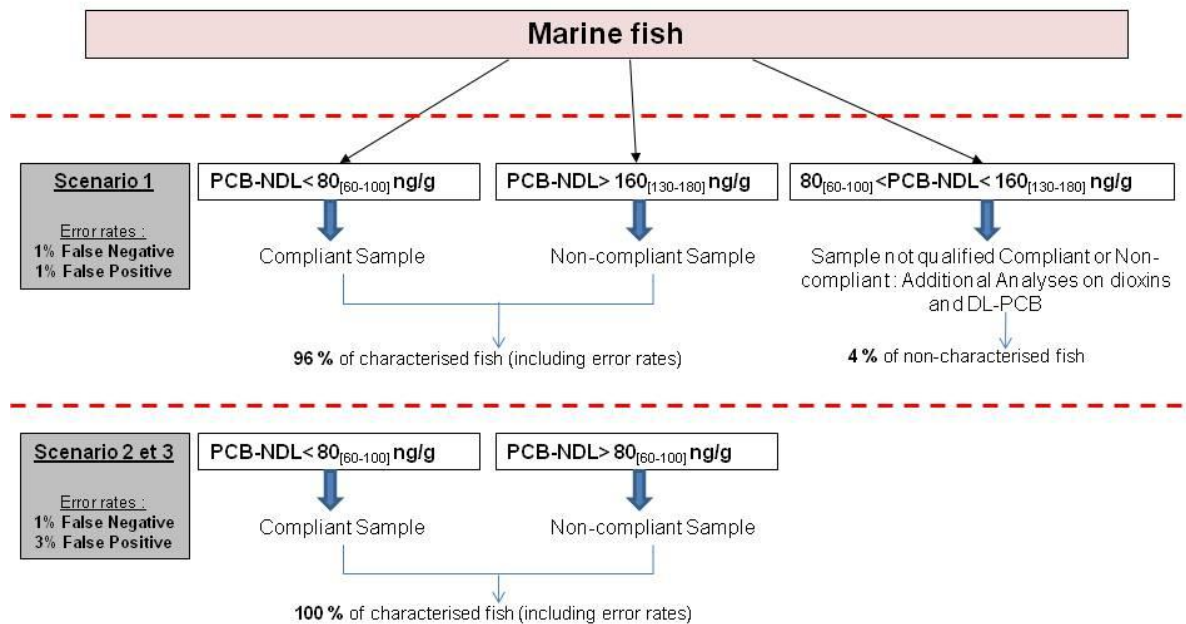 Marine fish
Scenario 1
Error rates :
1% False Negative
1% False Positive
PCB-NDL< 80[60-100] ng/g
PCB-NDL> 160[130-180] ng/g
80[60-100] <PCB-NDL< 160[130-180] ng/g
Compliant Sample
Non-compliant Sample
Sample not qualified Compliant or Non-
compliant : Additional Analyses on dioxins
and DL-PCB
96 % of characterised fish (including error rates)
4 % of non-characterised fish
Scenario 2 et 3
Error rates :
1% False Negative
3% False Positive
PCB-NDL< 80[60-100] ng/g
PCB-NDL> 80[60-100] ng/g
Compliant Sample
Non-compliant Sample
100 % of characterised fish (including error rates)